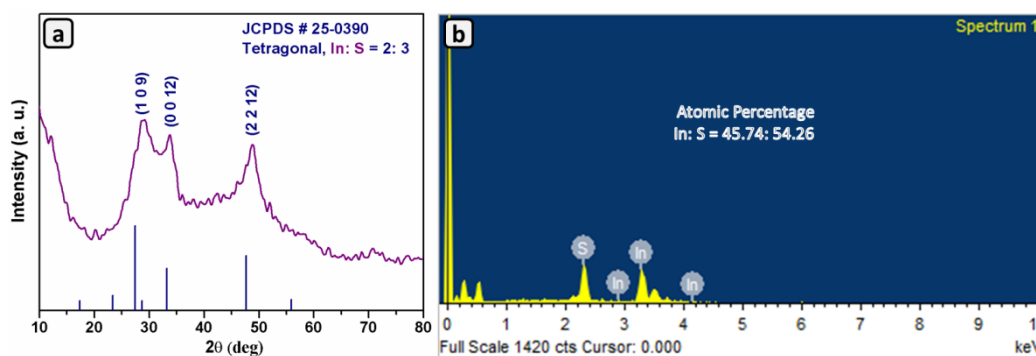 a
JCPDS # 25-0390
Tetragonal, In: S = 2: 3
(1 0 9)
(0 0 12)
(2 2 12)
Intensity (a. u.)
10 20 30 40 50 60 70 80
2θ (deg)
b
Spectrum 1
Atomic Percentage
In: S = 45.74: 54.26
S
In
In
In
0 1 2 3 4 5 6 7 8 9 10
Full Scale 1420 cts Cursor: 0.000
keV